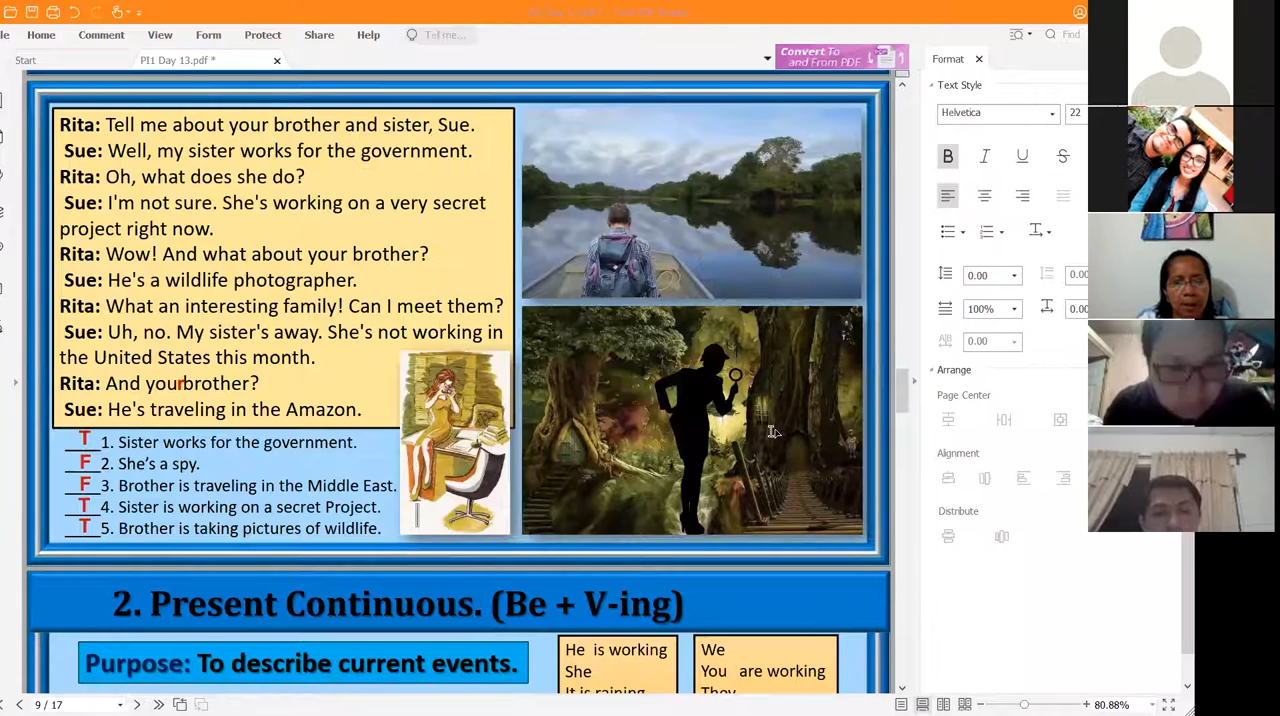 Home Comment View Form Protect Share Help Tell me...
Find
Start
PI1 Day 13.pdf *
Convert To
and From PDF
Format
Text Style
Helvetica
22
0.00
100%
0.00
Arrange
Page Center
Alignment
Distribute
Rita: Tell me about your brother and sister, Sue.
Sue: Well, my sister works for the government.
Rita: Oh, what does she do?
Sue: I'm not sure. She's working on a very secret
project right now.
Rita: Wow! And what about your brother?
Sue: He's a wildlife photographer.
Rita: What an interesting family! Can I meet them?
Sue: Uh, no. My sister's away. She's not working in
the United States this month.
Rita: And yourbrother?
Sue: He's traveling in the Amazon.
T 1. Sister works for the government.
F 2. She's a spy.
F 3. Brother is traveling in the Middle east.
T 4. Sister is working on a secret Project.
T 5. Brother is taking pictures of wildlife.
2. Present Continuous. (Be + V-ing)
Purpose: To describe current events.
He is working
She
It is raining
We
You are working
They
9 / 17
80.88%